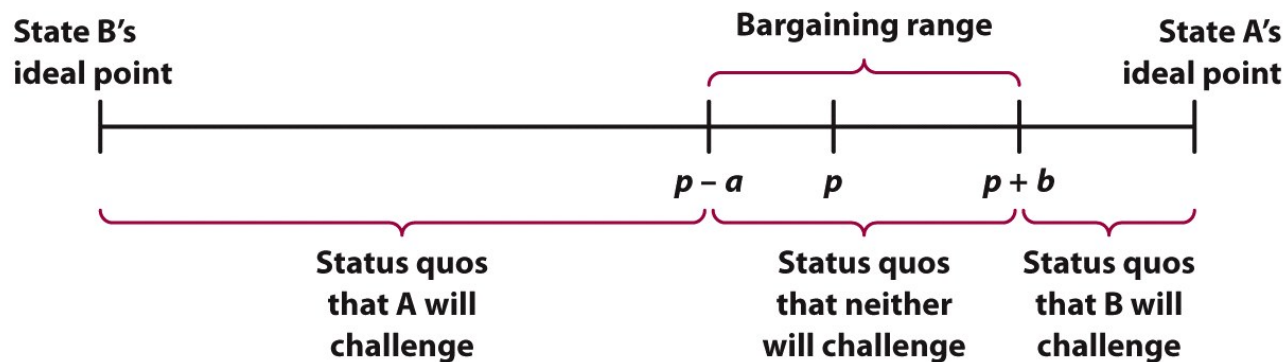 State B's
ideal point
Bargaining range
State A's
ideal point
p – a
p
p + b
Status quos
that A will
challenge
Status quos
that neither
will challenge
Status quos
that B will
challenge